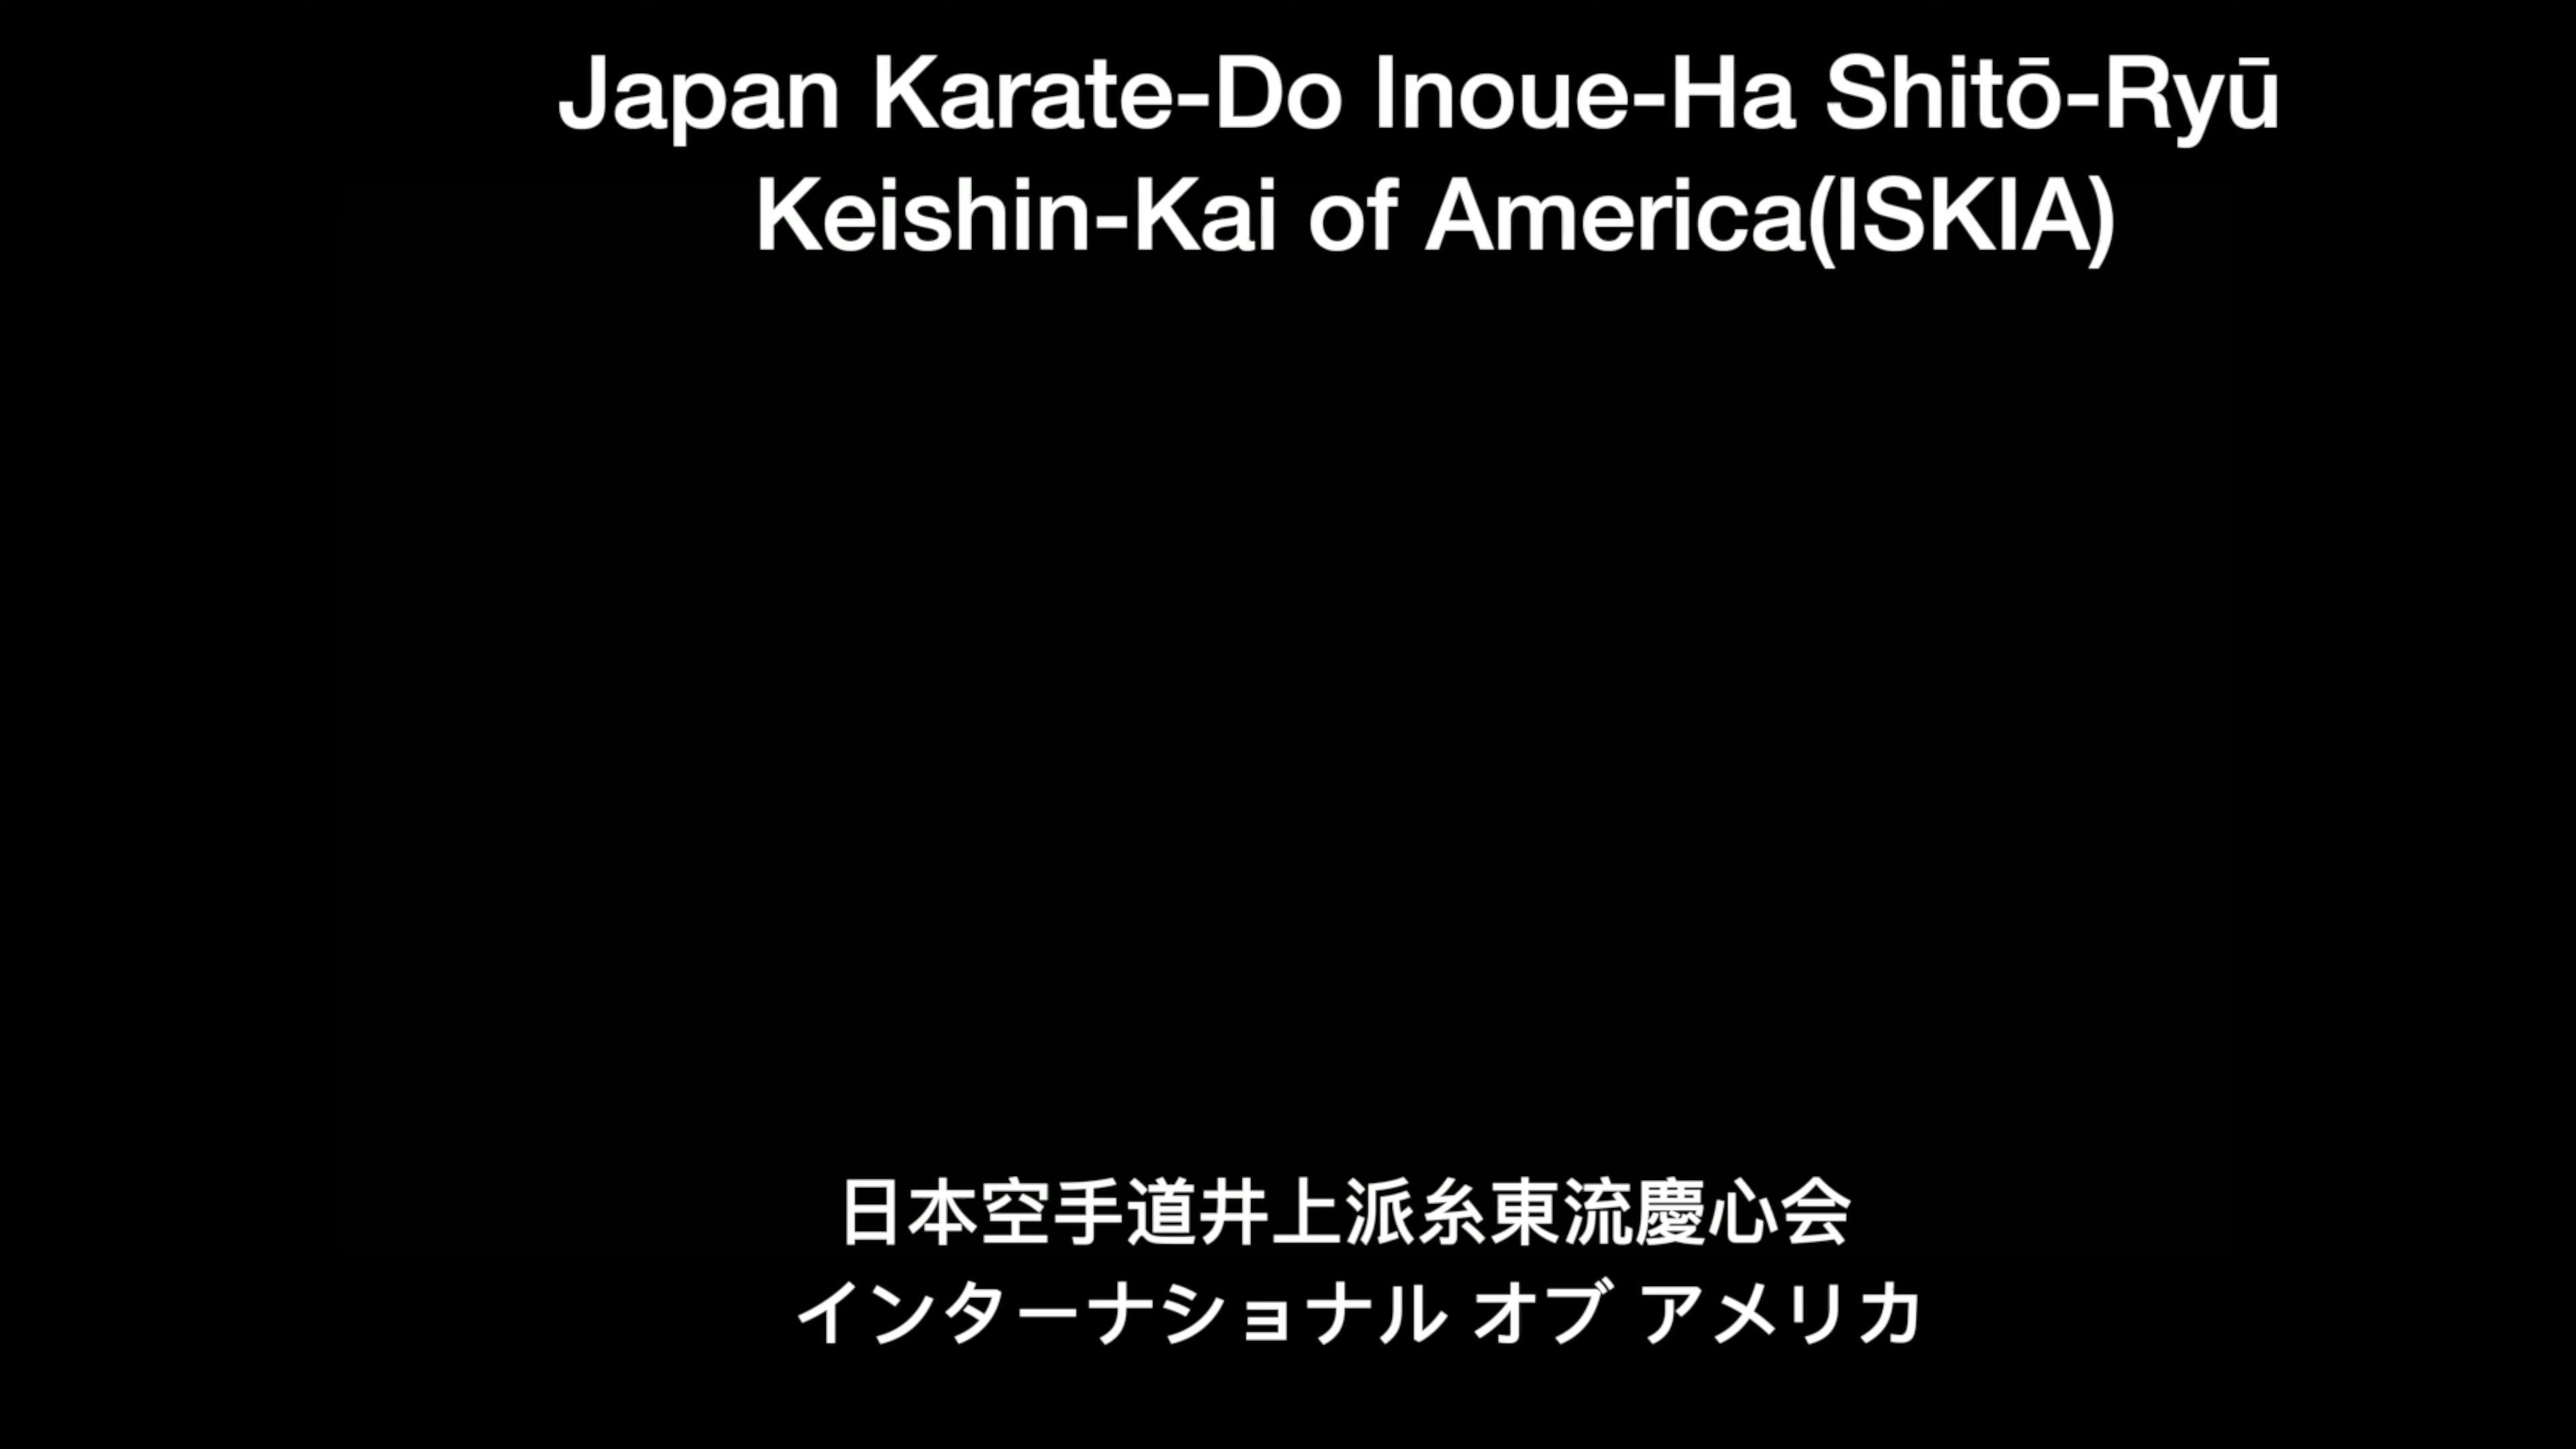 Japan Karate-Do Inoue-Ha Shitō-Ryū
Keishin-Kai of America(ISKIA)
日本空手道井上派糸東流慶心会
インターナショナル オブ アメリカ